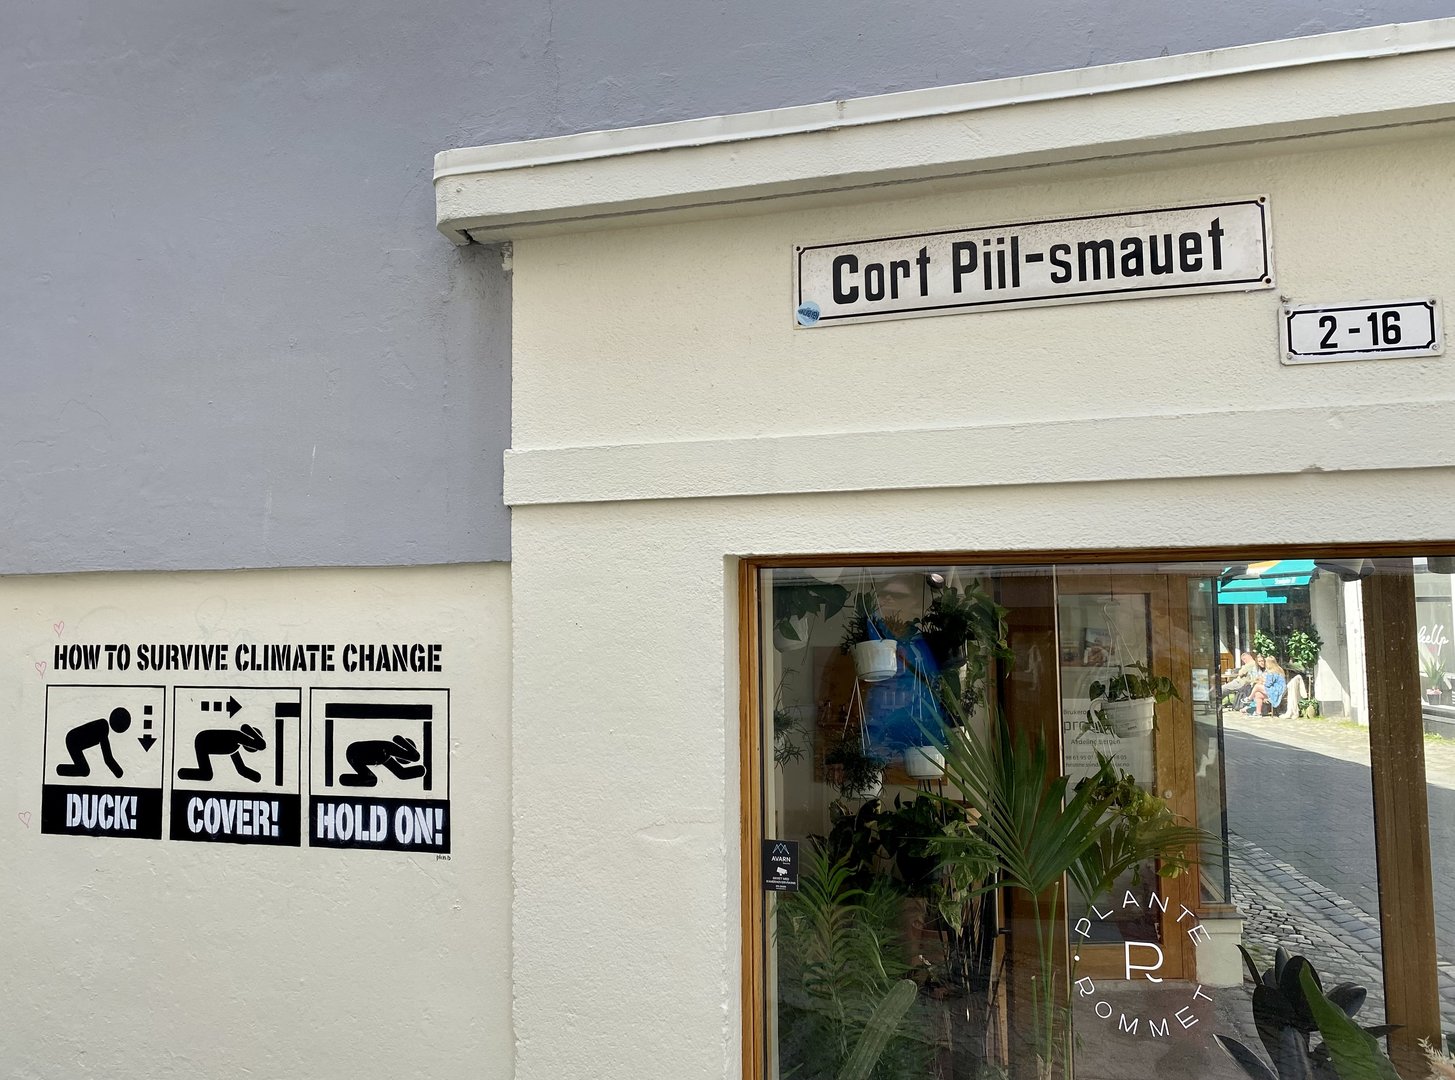 Cort Piil-smauet
2-16
HOW TO SURVIVE CLIMATE CHANGE
DUCK!
COVER!
HOLD ON!
AVARN
PLANTE
R
ROMMET